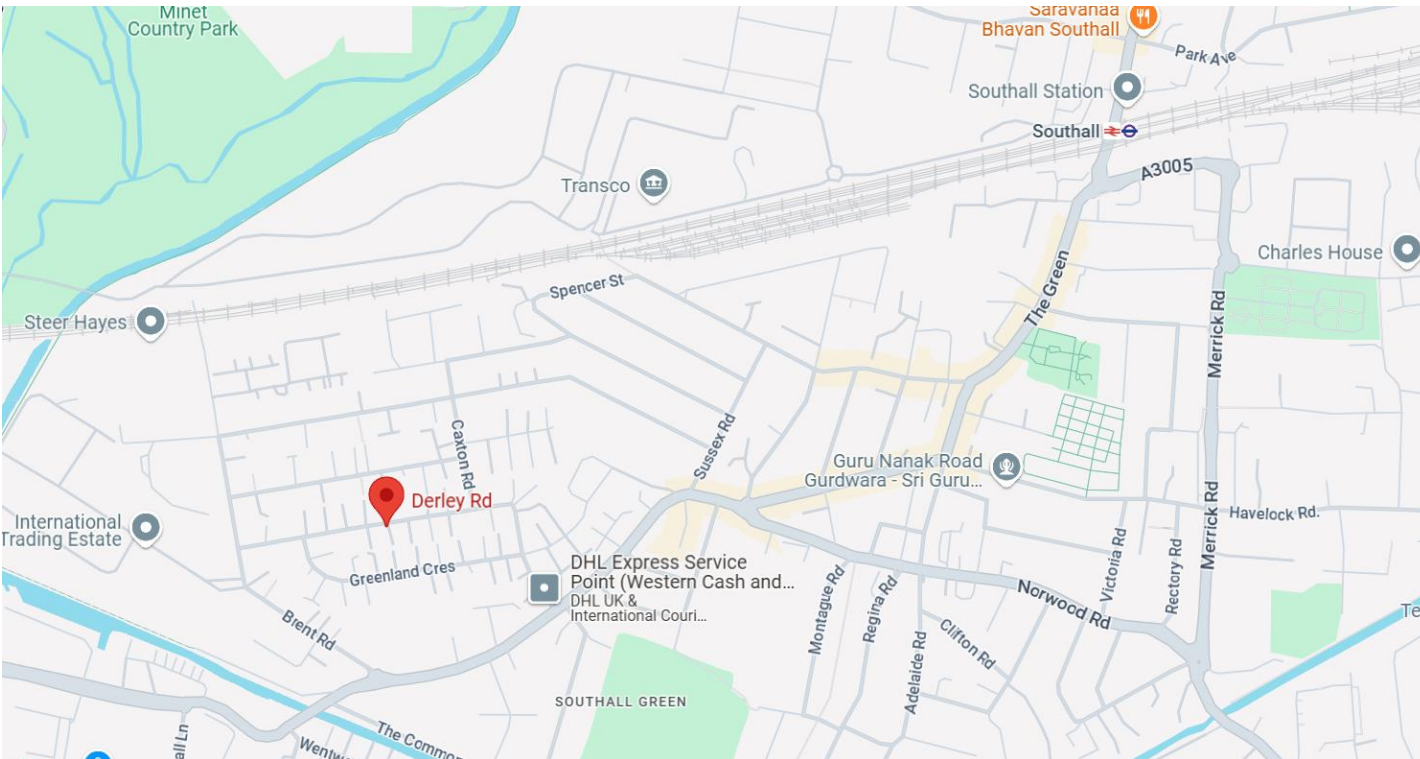 Minet
Country Park
Saravanaa
Bhavan Southall
Park Ave
Southall Station
Southall
A3005
Transco
Charles House
The Green
Spencer St
Steer Hayes
Merrick Rd
Sussex Rd
Caxton Rd
Guru Nanak Road
Gurdwara - Sri Guru...
Derley Rd
Havelock Rd.
International
Trading Estate
Merrick Rd
Victoria Rd
Rectory Rd
DHL Express Service
Point (Western Cash and...
DHL UK &
International Couri...
Greenland Cres
Norwood Rd
Montague Rd
Regina Rd
Brent Rd
Clifton Rd
Adelaide Rd
SOUTHALL GREEN
The Common